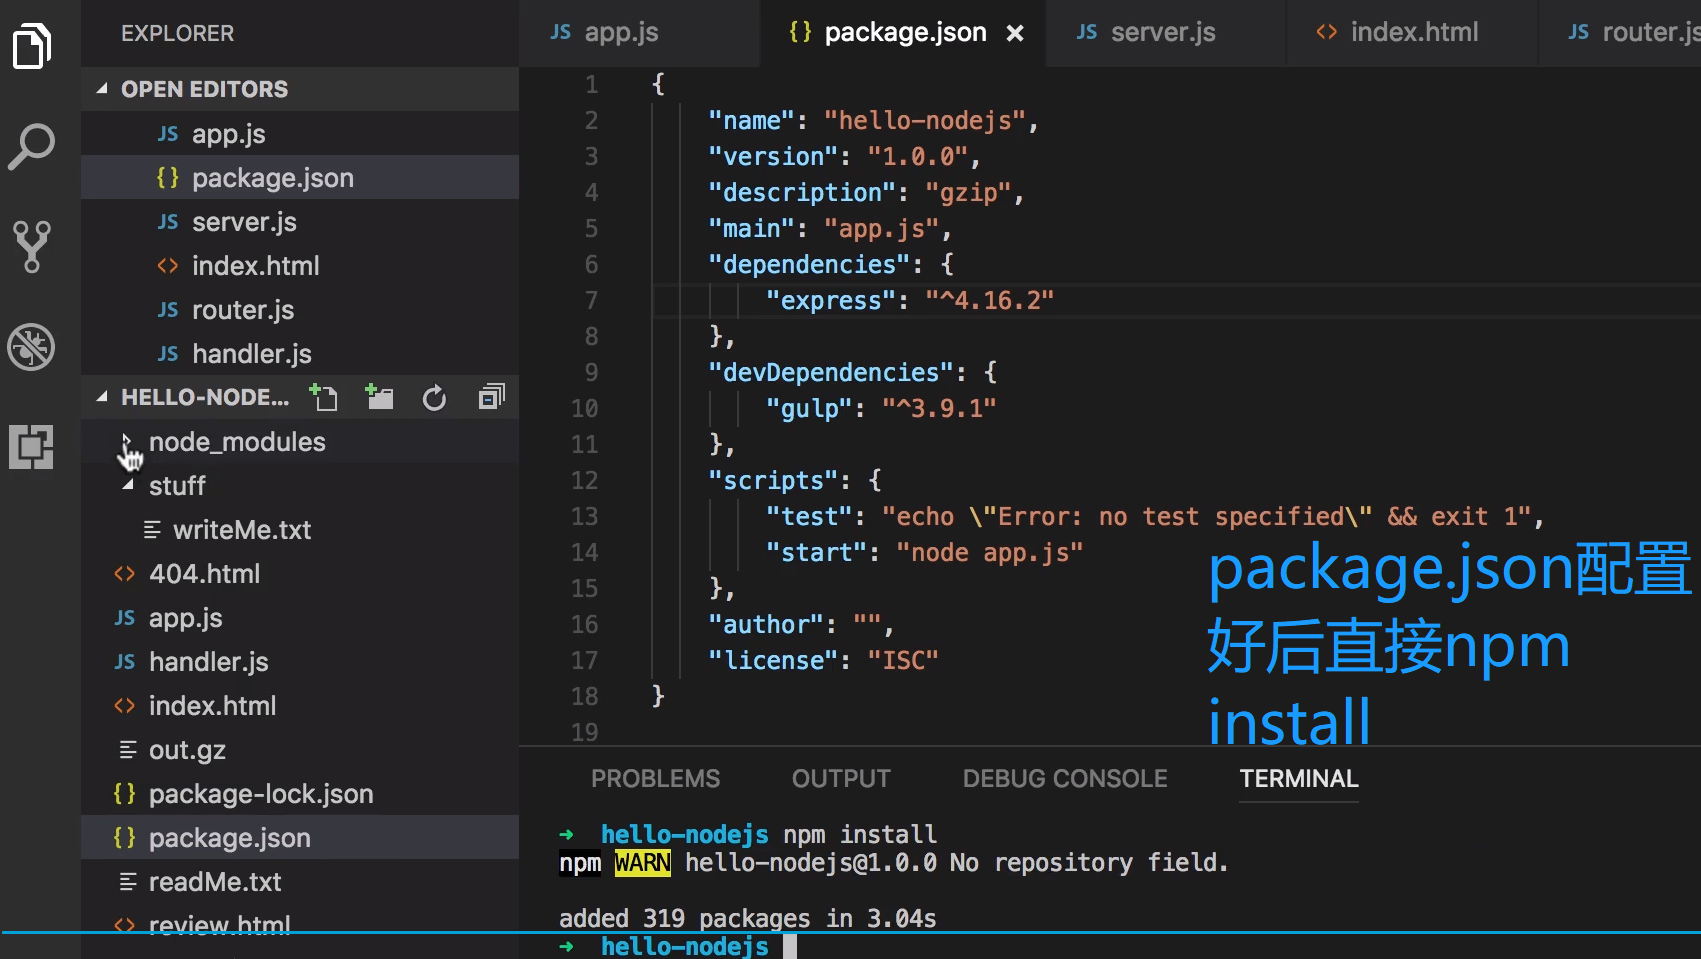 EXPLORER
OPEN EDITORS
JS app.js
{} package.json
JS server.js
<> index.html
JS router.js
JS handler.js
HELLO-NODE...
node_modules
stuff
writeMe.txt
<> 404.html
JS app.js
JS handler.js
<> index.html
out.gz
{} package-lock.json
{} package.json
readMe.txt
<> review.html
JS app.js
{} package.json ×
JS server.js
<> index.html
JS router.js
1 {
2 "name": "hello-nodejs",
3 "version": "1.0.0",
4 "description": "gzip",
5 "main": "app.js",
6 "dependencies": {
7 "express": "^4.16.2"
8 },
9 "devDependencies": {
10 "gulp": "^3.9.1"
11 },
12 "scripts": {
13 "test": "echo \"Error: no test specified\" && exit 1",
14 "start": "node app.js"
15 },
16 "author": "",
17 "license": "ISC"
18 }
19
package.json配置
好后直接npm
install
PROBLEMS OUTPUT DEBUG CONSOLE TERMINAL
→ hello-nodejs npm install
npm WARN hello-nodejs@1.0.0 No repository field.
added 319 packages in 3.04s
→ hello-nodejs